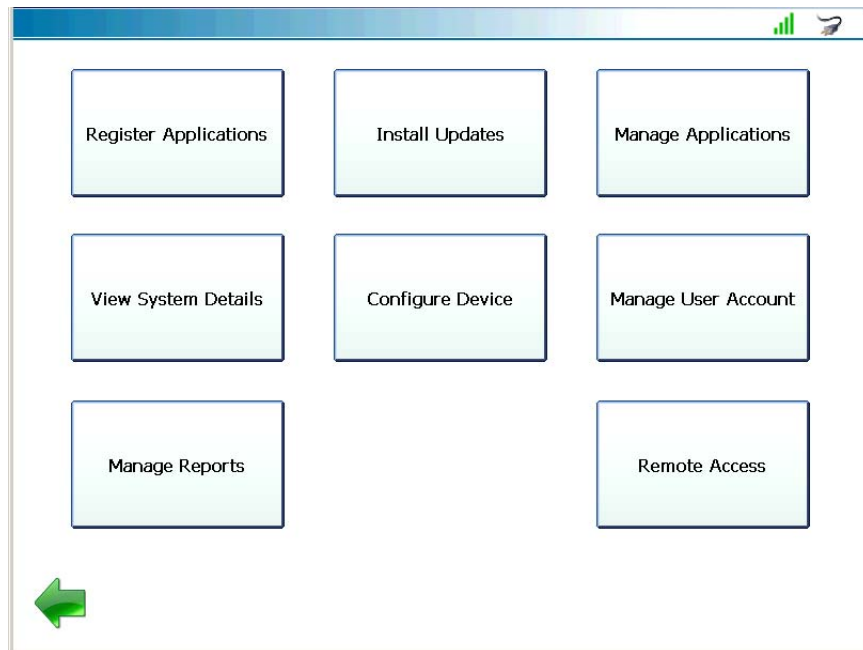 Register Applications
Install Updates
Manage Applications
View System Details
Configure Device
Manage User Account
Manage Reports
Remote Access